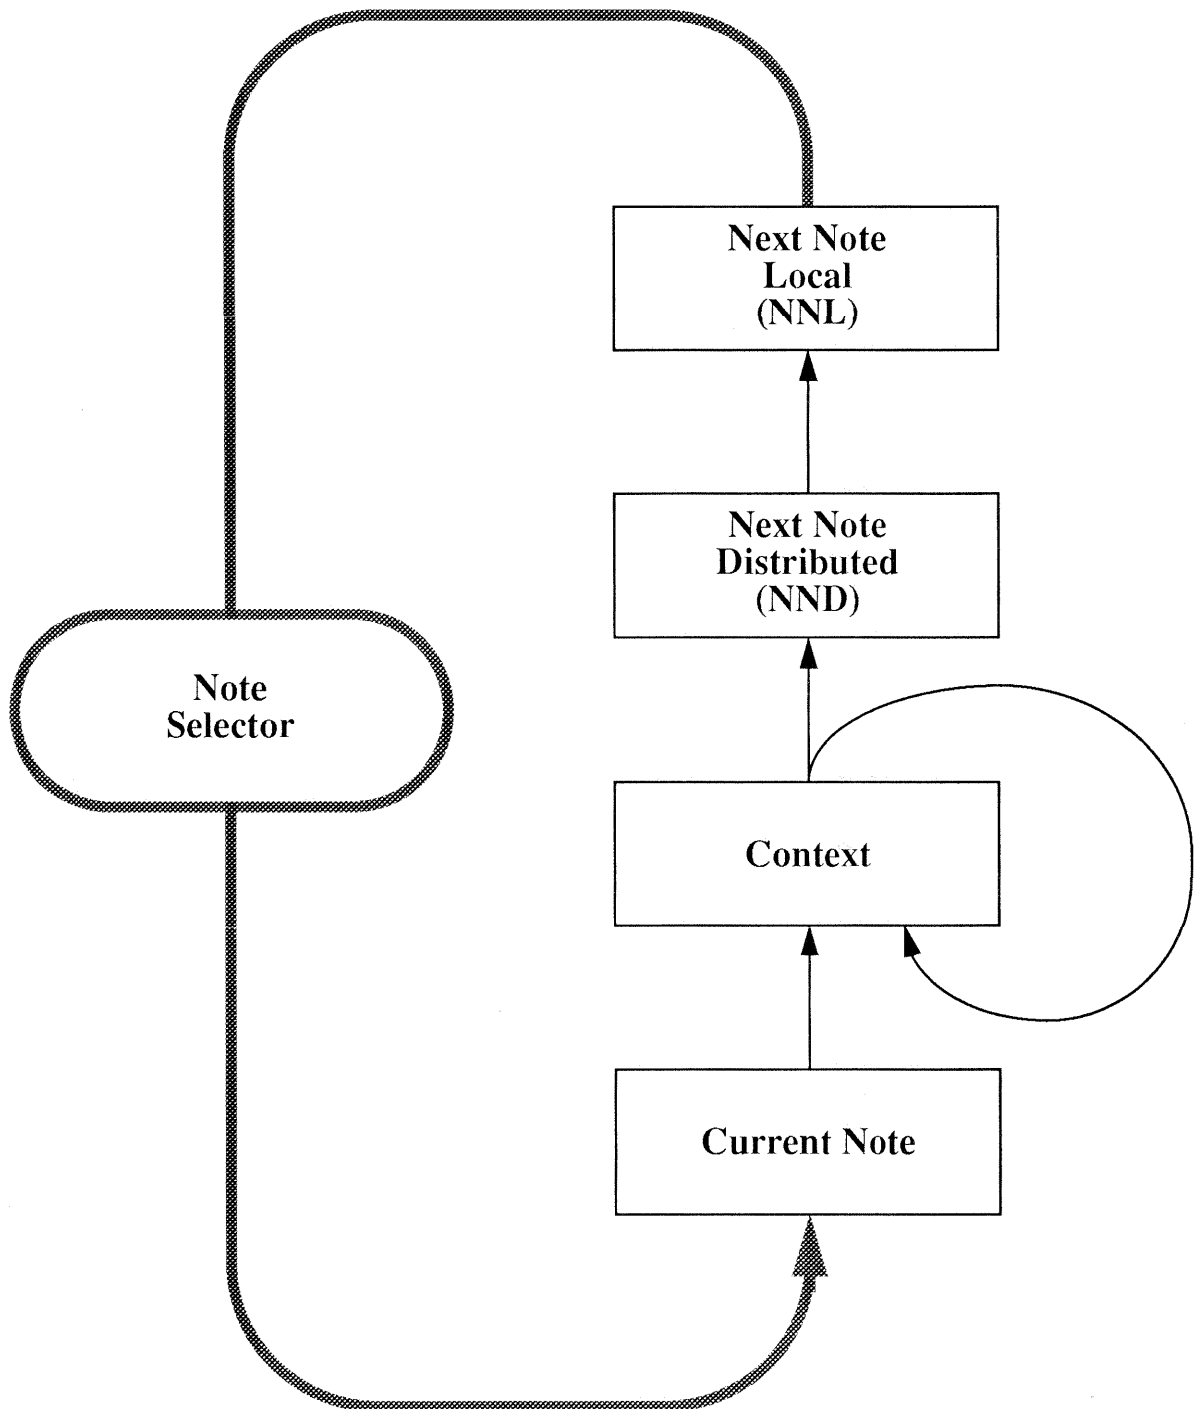 Next Note
Local
(NNL)
Next Note
Distributed
(NND)
Note
Selector
Context
Current Note